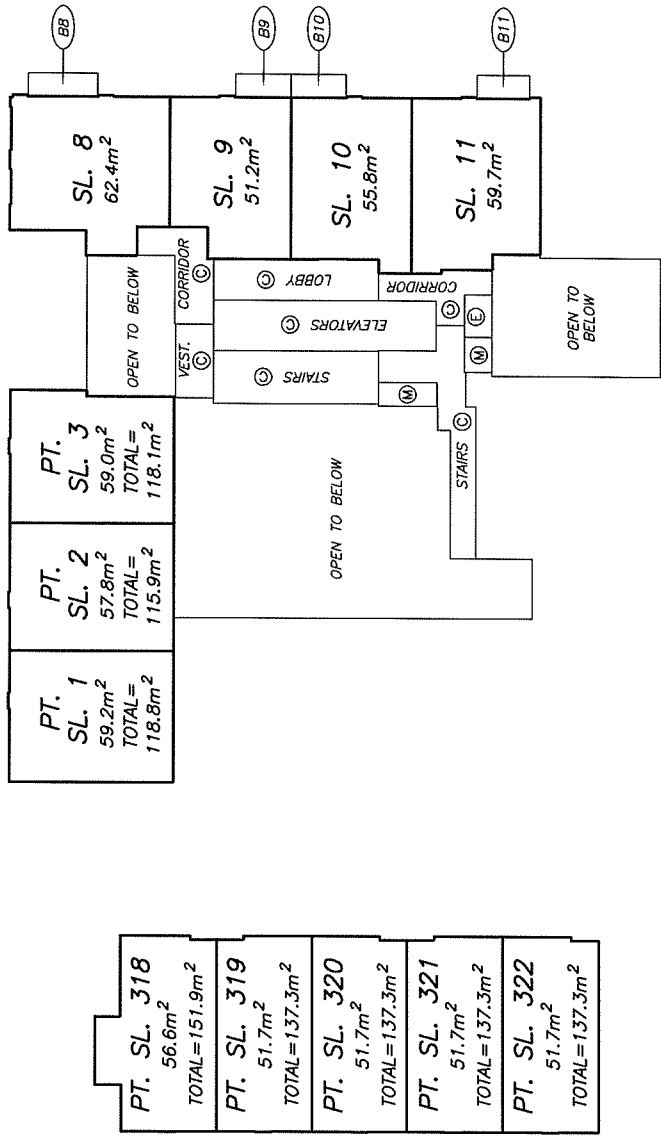 B8
B9
B10
B11
SL. 8
62.4m²
SL. 9
51.2m²
SL. 10
55.8m²
SL. 11
59.7m²
OPEN TO BELOW
CORRIDOR
C
VEST.
C
LOBBY
C
ELEVATORS
C
STAIRS
C
CORRIDOR
C
E
M
M
STAIRS C
OPEN TO
BELOW
OPEN TO BELOW
PT.
SL. 3
59.0m²
TOTAL=
118.1m²
PT.
SL. 2
57.8m²
TOTAL=
115.9m²
PT.
SL. 1
59.2m²
TOTAL=
118.8m²
PT. SL. 318
56.6m²
TOTAL=151.9m²
PT. SL. 319
51.7m²
TOTAL=137.3m²
PT. SL. 320
51.7m²
TOTAL=137.3m²
PT. SL. 321
51.7m²
TOTAL=137.3m²
PT. SL. 322
51.7m²
TOTAL=137.3m²